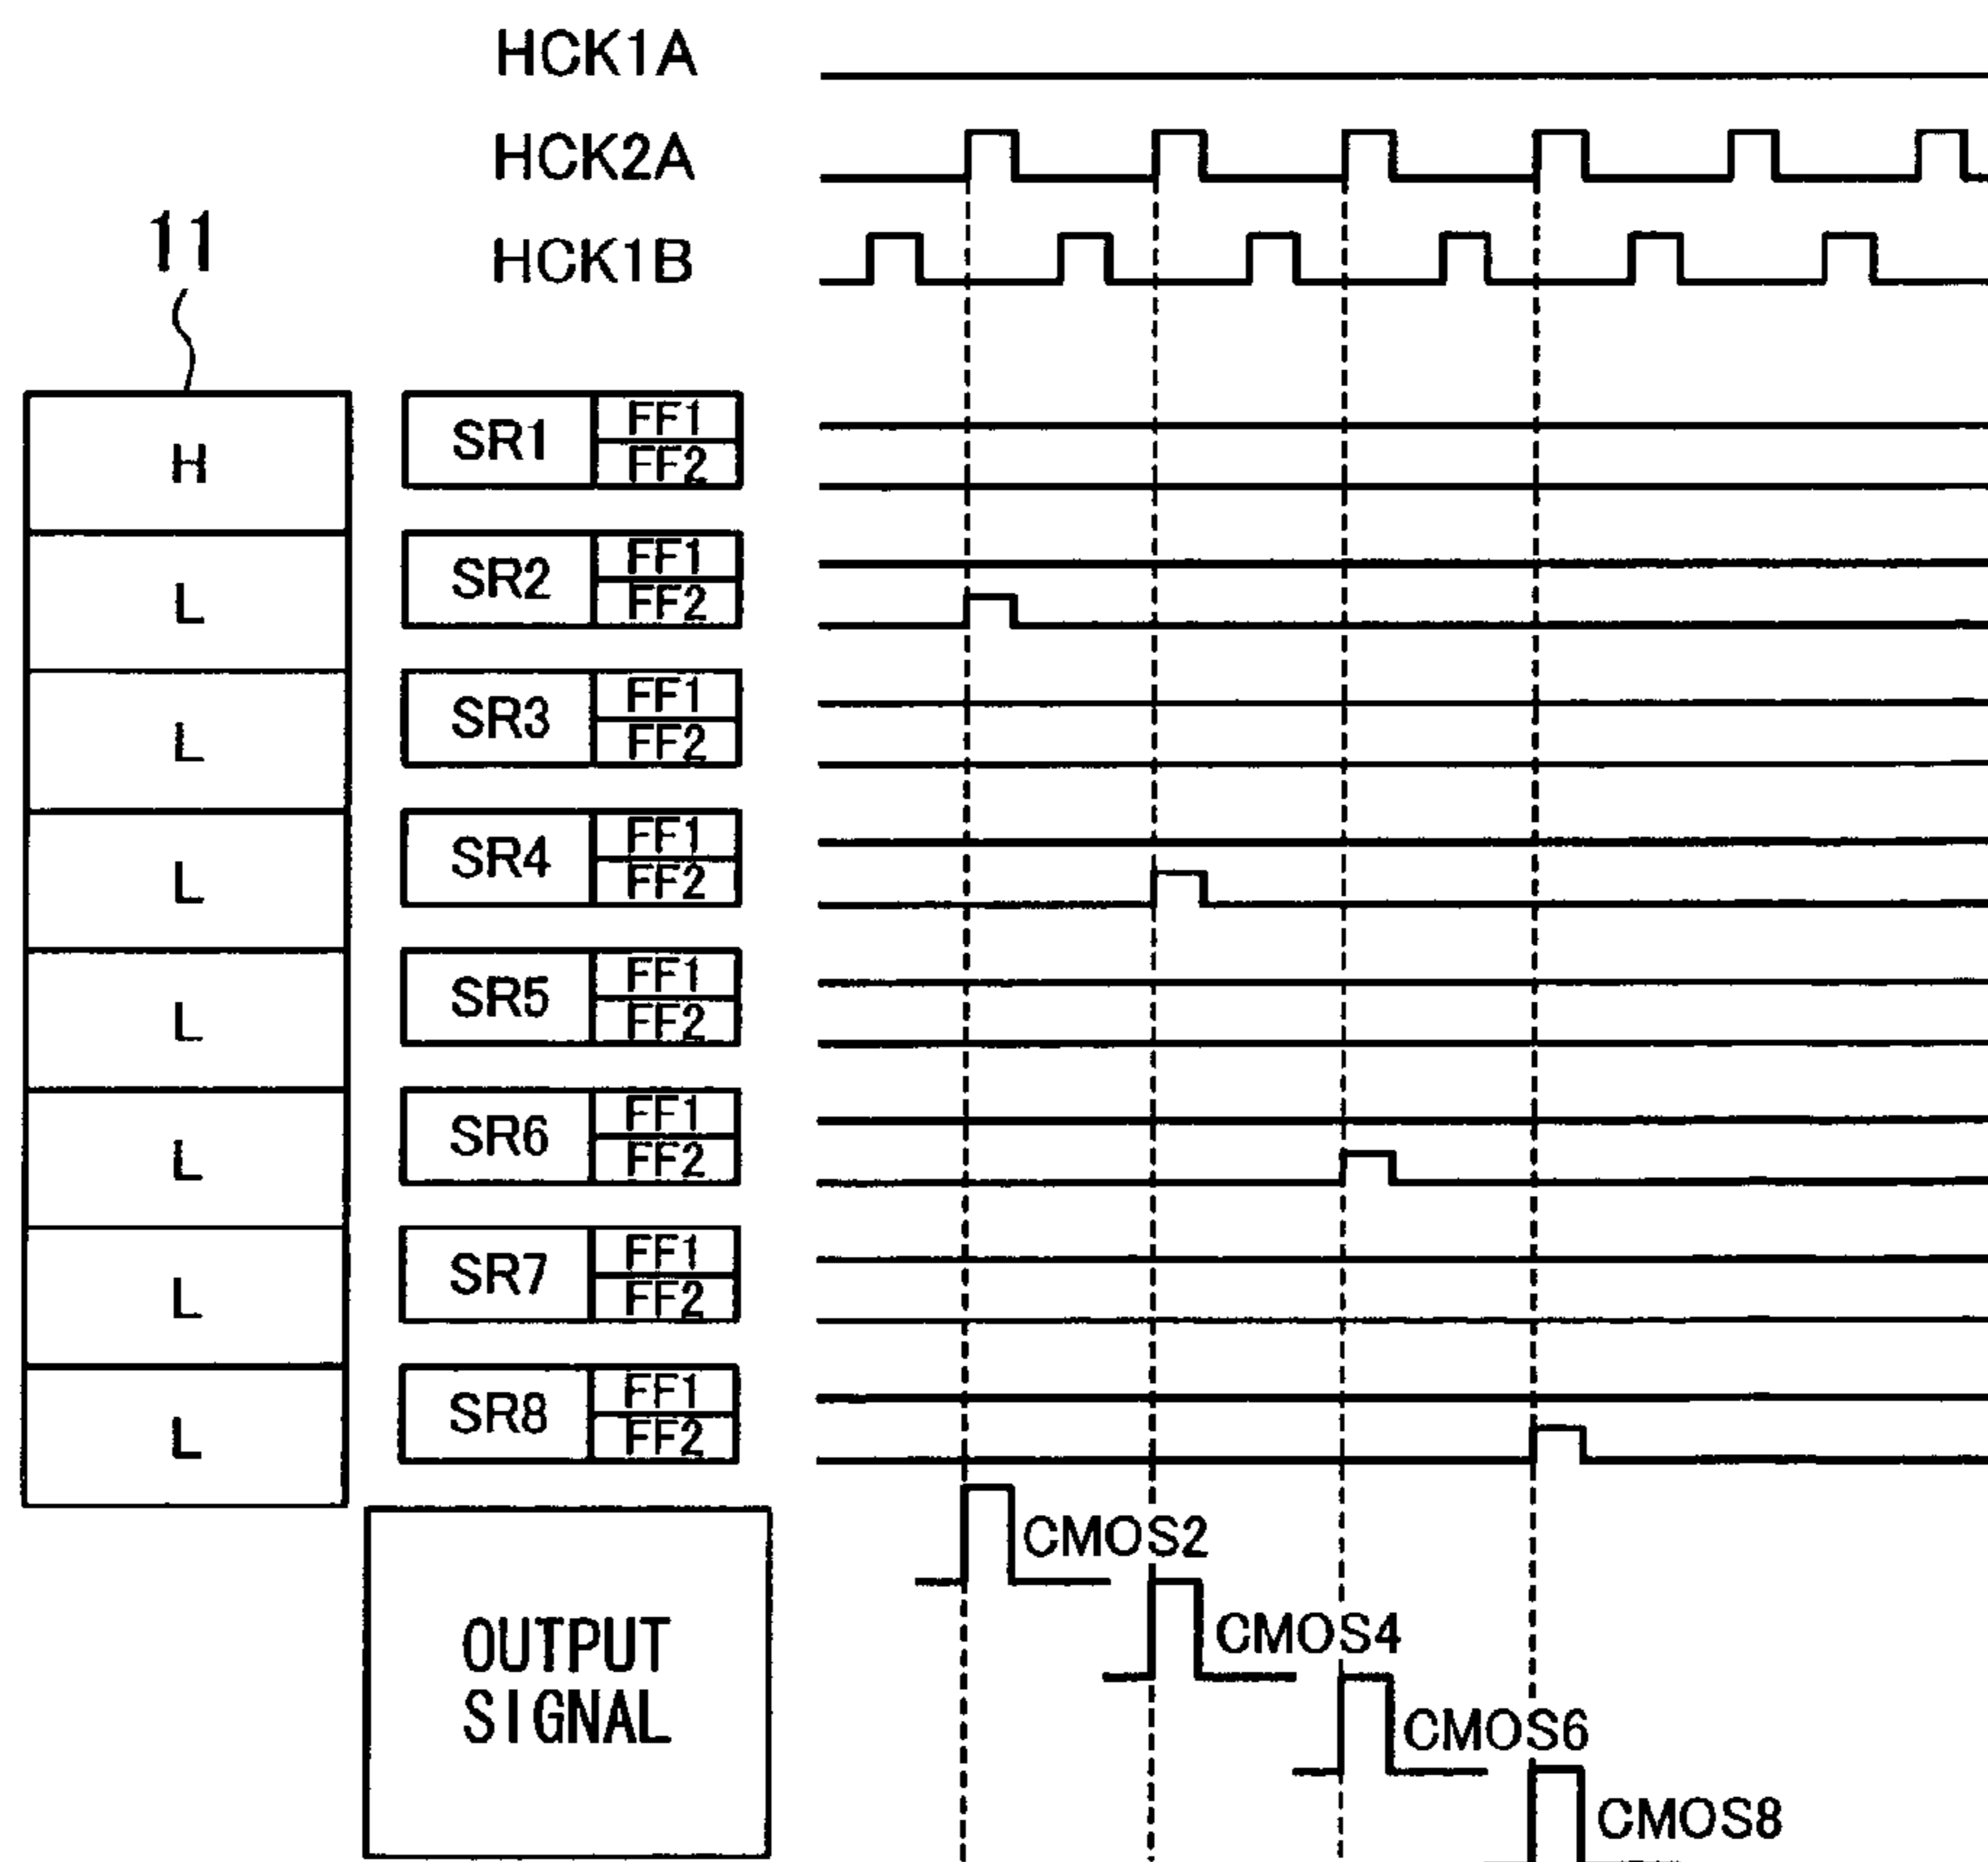 HCK1A
HCK2A
HCK1B
11
H
SR1
FF1
FF2
L
SR2
FF1
FF2
L
SR3
FF1
FF2
L
SR4
FF1
FF2
L
SR5
FF1
FF2
L
SR6
FF1
FF2
L
SR7
FF1
FF2
L
SR8
FF1
FF2
OUTPUT
SIGNAL
CMOS2
CMOS4
CMOS6
CMOS8